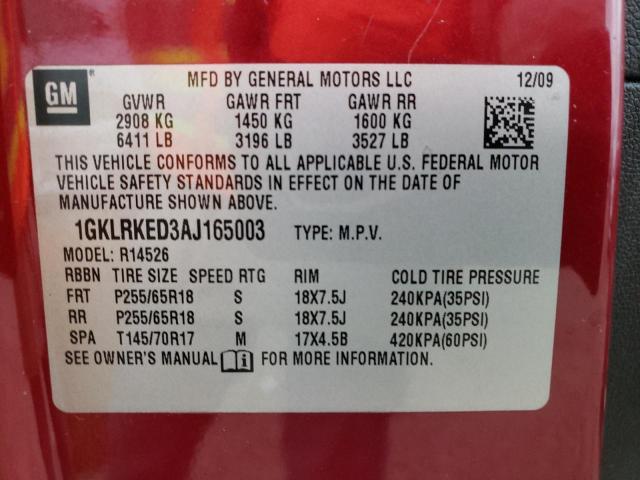 GM ® MFD BY GENERAL MOTORS LLC 12/09
GVWR GAWR FRT GAWR RR
2908 KG 1450 KG 1600 KG
6411 LB 3196 LB 3527 LB
THIS VEHICLE CONFORMS TO ALL APPLICABLE U.S. FEDERAL MOTOR
VEHICLE SAFETY STANDARDS IN EFFECT ON THE DATE OF
MANUFACTURE SHOWN ABOVE.
1GKLRKED3AJ165003 TYPE: M.P.V.
MODEL: R14526
RBBN TIRE SIZE SPEED RTG RIM COLD TIRE PRESSURE
FRT P255/65R18 S 18X7.5J 240KPA(35PSI)
RR P255/65R18 S 18X7.5J 240KPA(35PSI)
SPA T145/70R17 M 17X4.5B 420KPA(60PSI)
SEE OWNER'S MANUAL i FOR MORE INFORMATION.